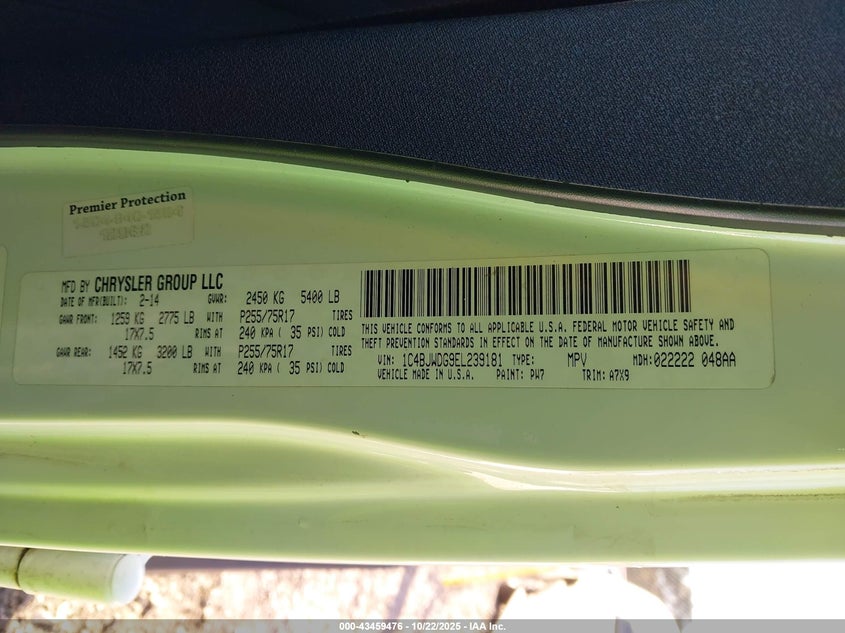 Premier Protection
MFD BY CHRYSLER GROUP LLC
DATE OF MFR(BUILT): 2-14 GVWR: 2450 KG 5400 LB
GAWR FRONT: 1259 KG 2775 LB WITH P255/75R17 TIRES
17X7.5 RIMS AT 240 KPA ( 35 PSI) COLD
GAWR REAR: 1452 KG 3200 LB WITH P255/75R17 TIRES
17X7.5 RIMS AT 240 KPA ( 35 PSI) COLD
THIS VEHICLE CONFORMS TO ALL APPLICABLE U.S.A. FEDERAL MOTOR VEHICLE SAFETY AND
THEFT PREVENTION STANDARDS IN EFFECT ON THE DATE OF MANUFACTURE SHOWN ABOVE.
VIN: 1C4BJWDG9EL239181 TYPE: MPV MDH: 022222 048AA
VEHICLE MADE IN U.S.A. PAINT: PW7 TRIM: A7X9
000-43459476 - 10/22/2025 - IAA Inc.